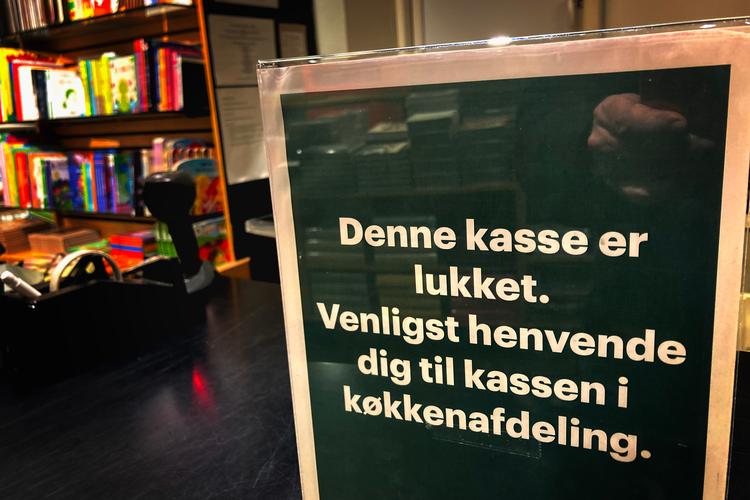 Denne kasse er
lukket.
Venligst henvende
dig til kassen i
køkkenafdeling.